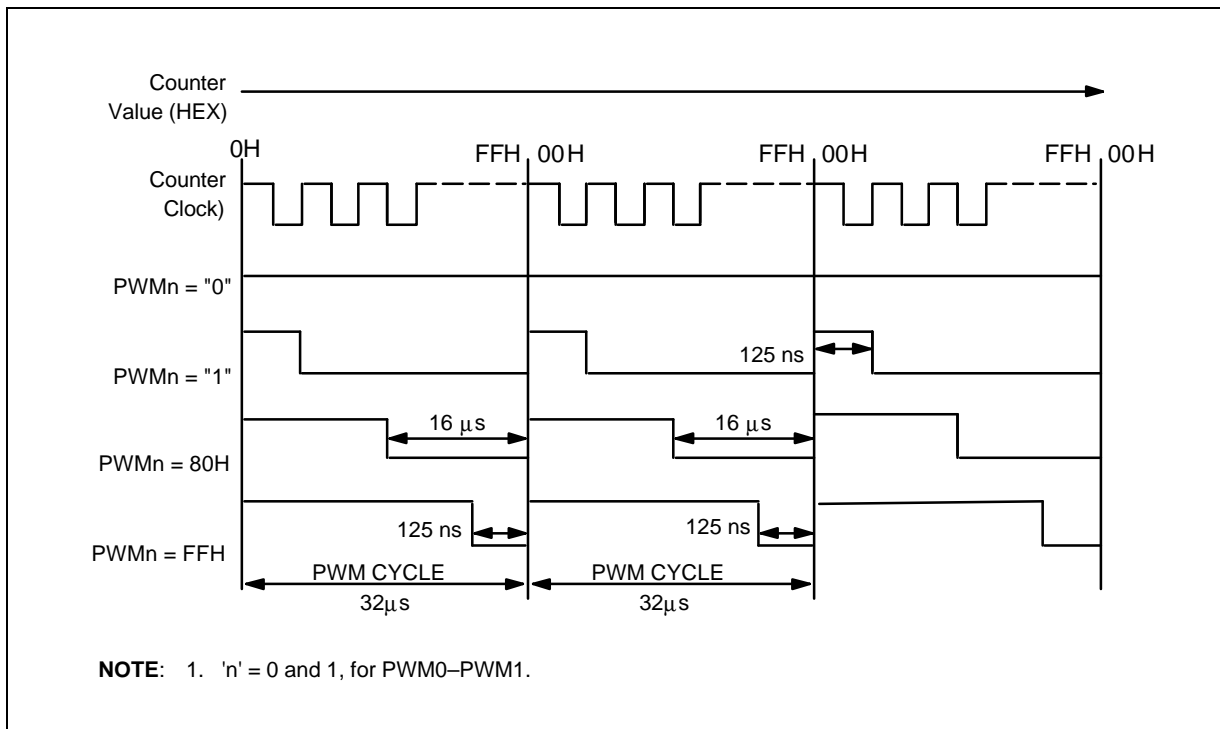 Counter
Value (HEX)
0H FFH 00H FFH 00H FFH 00H
Counter
Clock)
PWMn = "0"
125 ns
PWMn = "1"
16 µs 16 µs
PWMn = 80H
125 ns 125 ns
PWMn = FFH
PWM CYCLE PWM CYCLE
32µs 32µs
NOTE: 1. 'n' = 0 and 1, for PWM0–PWM1.